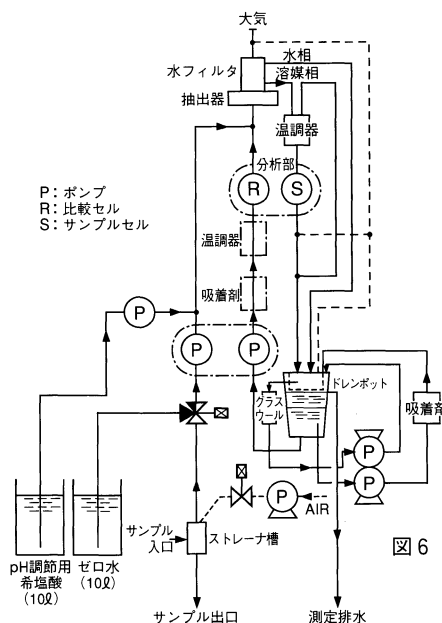 大気
水相
水フィルタ
溶媒相
抽出器
温調器
分析部
R
S
P：ポンプ
R：比較セル
S：サンプルセル
温調器
吸着剤
P
P
P
ドレンポット
グラス
ウール
吸着剤
P
P
P
AIR
サンプル
入口
ストレーナ槽
pH調節用
希塩酸
(10ℓ)
ゼロ水
(10ℓ)
図6
サンプル出口
測定排水